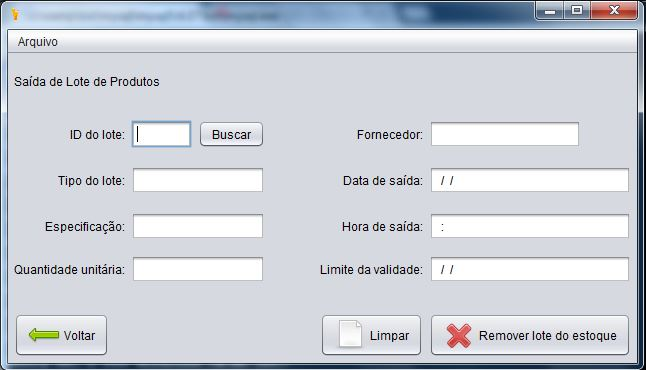 Arquivo
Saída de Lote de Produtos
ID do lote: Buscar Fornecedor:
Tipo do lote: Data de saída: / /
Especificação: Hora de saída: :
Quantidade unitária: Limite da validade: / /
Voltar Limpar Remover lote do estoque